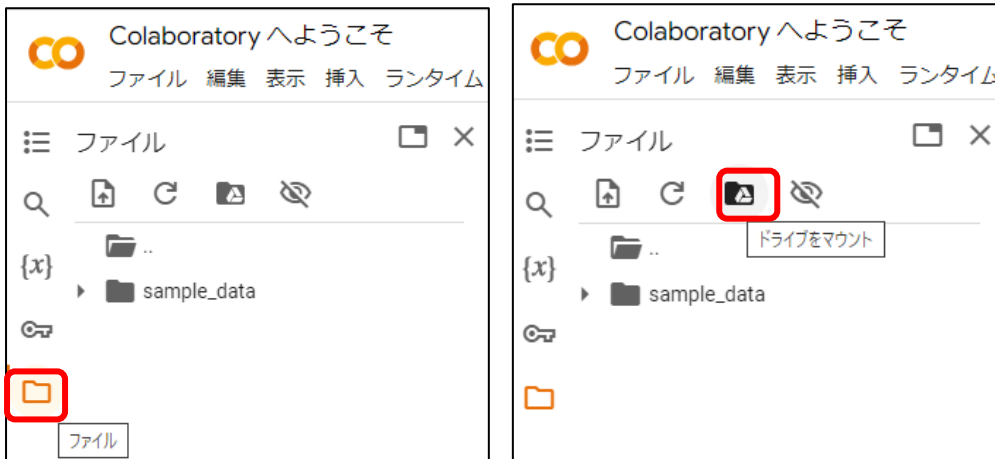 Colaboratory へようこそ
ファイル 編集 表示 挿入 ランタイム
ファイル
..
{x}
sample_data
ファイル
Colaboratory へようこそ
ファイル 編集 表示 挿入 ランタイム
ファイル
ドライブをマウント
..
{x}
sample_data